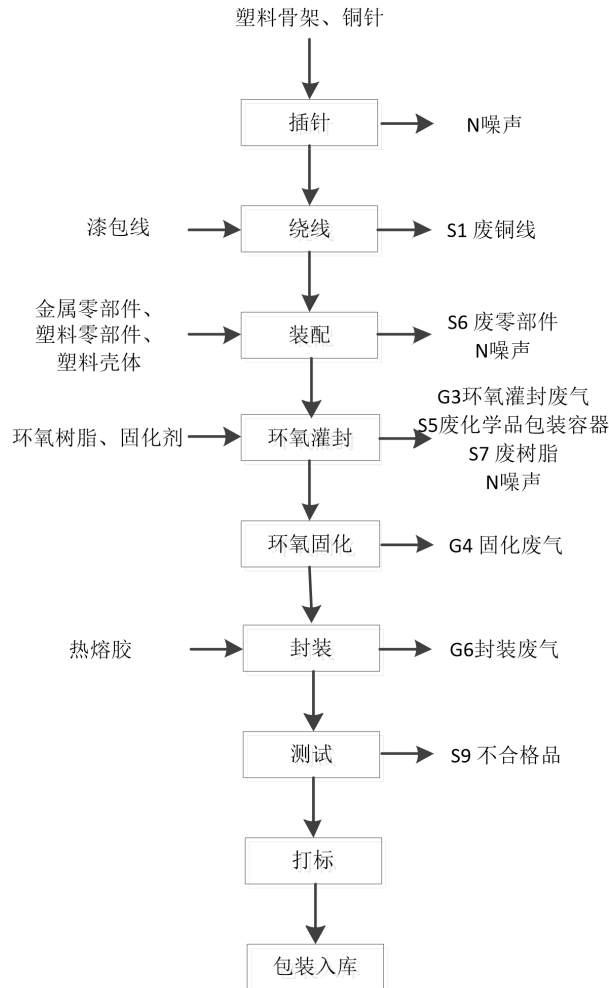 塑料骨架、铜针
插针
N噪声
漆包线
绕线
S1 废铜线
金属零部件、
塑料零部件、
塑料壳体
装配
S6 废零部件
N噪声
环氧树脂、固化剂
环氧灌封
G3环氧灌封废气
S5废化学品包装容器
S7 废树脂
N噪声
环氧固化
G4 固化废气
热熔胶
封装
G6封装废气
测试
S9 不合格品
打标
包装入库